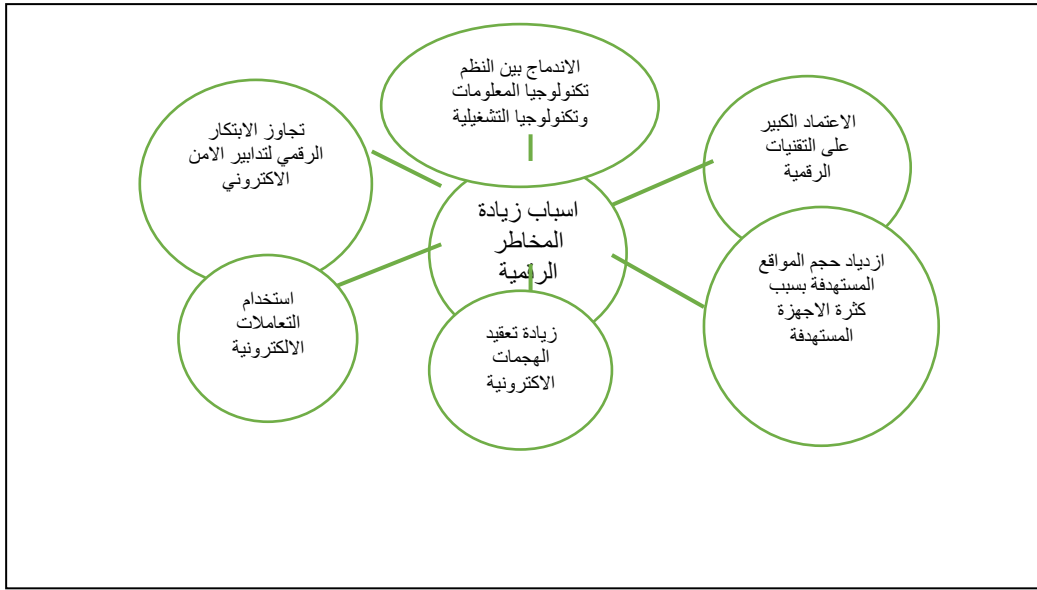 الاندماج بين النظم
تكنولوجيا المعلومات
وتكنولوجيا التشغيلية
الاعتماد الكبير
على التقنيات
الرقمية
تجاوز الابتكار
الرقمي لتدابير الامن
الاكتروني
اسباب زيادة
المخاطر
الرقمية
ازدياد حجم المواقع
المستهدفة بسبب
كثرة الاجهزة
المستهدفة
استخدام
التعاملات
الالكترونية
زيادة تعقيد
الهجمات
الاكترونية